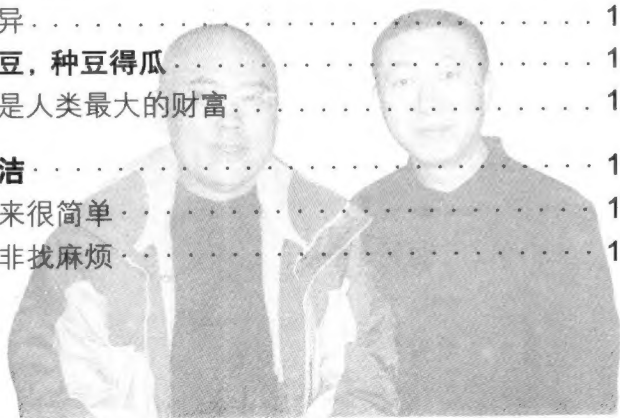 异 · · · · · · · · · · · · · · · · · · · · · · · · · · · · · · 1
豆，种豆得瓜 · · · · · · · · · · · · · · · · · · · · · · · 1
是人类最大的财富 · · · · · · · · · · · · · · · · · · · · 1
洁 · · · · · · · · · · · · · · · · · · · · · · · · · · · · · · 1
来很简单 · · · · · · · · · · · · · · · · · · · · · · · · · · 1
非找麻烦 · · · · · · · · · · · · · · · · · · · · · · · · · · 1